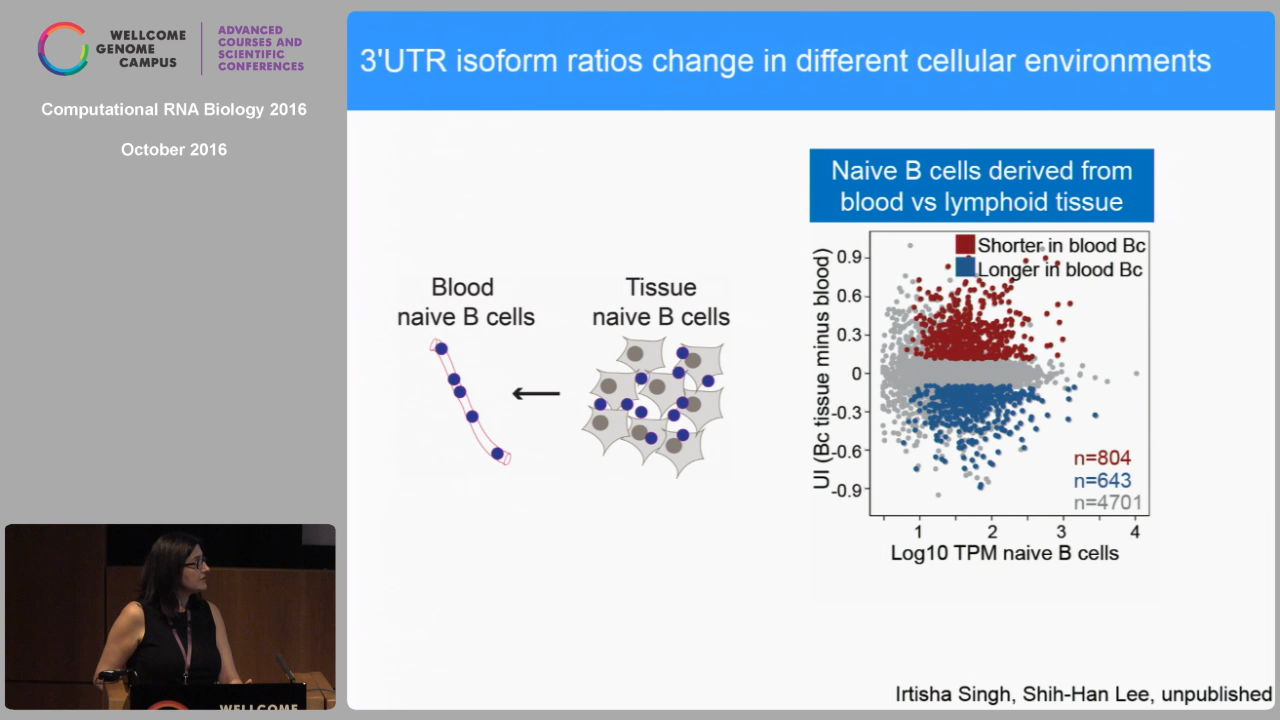 WELLCOME
GENOME
CAMPUS
ADVANCED
COURSES AND
SCIENTIFIC
CONFERENCES
Computational RNA Biology 2016
October 2016
3'UTR isoform ratios change in different cellular environments
Blood
naive B cells
Tissue
naive B cells
Naive B cells derived from
blood vs lymphoid tissue
Shorter in blood Bc
Longer in blood Bc
UI (Bc tissue minus blood)
0.9
0.6
0.3
0
-0.3
-0.6
-0.9
n=804
n=643
n=4701
1 2 3 4
Log10 TPM naive B cells
Irtisha Singh, Shih-Han Lee, unpublished
WELLCOME